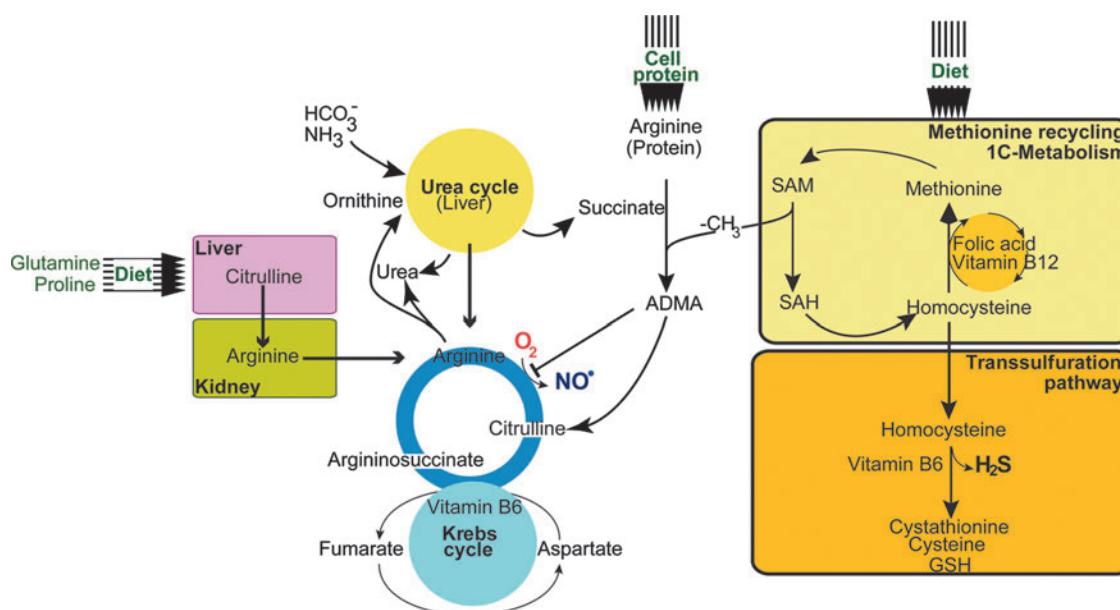 Cell
protein
Diet
Arginine
(Protein)
Methionine recycling
1C-Metabolism
HCO3-
NH3
Urea cycle
(Liver)
Ornithine
Succinate
-CH3
SAM
Methionine
Folic acid
Vitamin B12
Liver
Citrulline
Glutamine
Proline
Diet
Urea
ADMA
SAH
Homocysteine
Arginine
Kidney
Arginine
O2
NO•
Transsulfuration
pathway
Citrulline
Homocysteine
Argininosuccinate
Vitamin B6
H2S
Vitamin B6
Krebs
cycle
Fumarate
Aspartate
Cystathionine
Cysteine
GSH